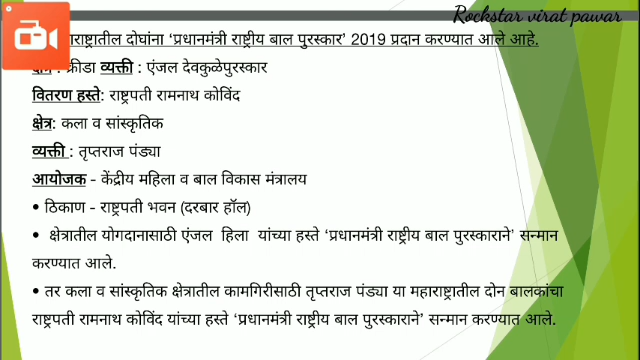 Rockstar virat pawar
राष्ट्रातील दोघांना ‘प्रधानमंत्री राष्ट्रीय बाल पुरस्कार’ 2019 प्रदान करण्यात आले आहे.
: क्रीडा व्यक्ती : एंजल देवकुळेपुरस्कार
वितरण हस्ते: राष्ट्रपती रामनाथ कोविंद
क्षेत्र: कला व सांस्कृतिक
व्यक्ती : तृप्तराज पंड्या
आयोजक - केंद्रीय महिला व बाल विकास मंत्रालय
• ठिकाण - राष्ट्रपती भवन (दरबार हॉल)
• क्षेत्रातील योगदानासाठी एंजल हिला यांच्या हस्ते ‘प्रधानमंत्री राष्ट्रीय बाल पुरस्काराने’ सन्मान
करण्यात आले.
• तर कला व सांस्कृतिक क्षेत्रातील कामगिरीसाठी तृप्तराज पंड्या या महाराष्ट्रातील दोन बालकांचा
राष्ट्रपती रामनाथ कोविंद यांच्या हस्ते ‘प्रधानमंत्री राष्ट्रीय बाल पुरस्काराने’ सन्मान करण्यात आले.